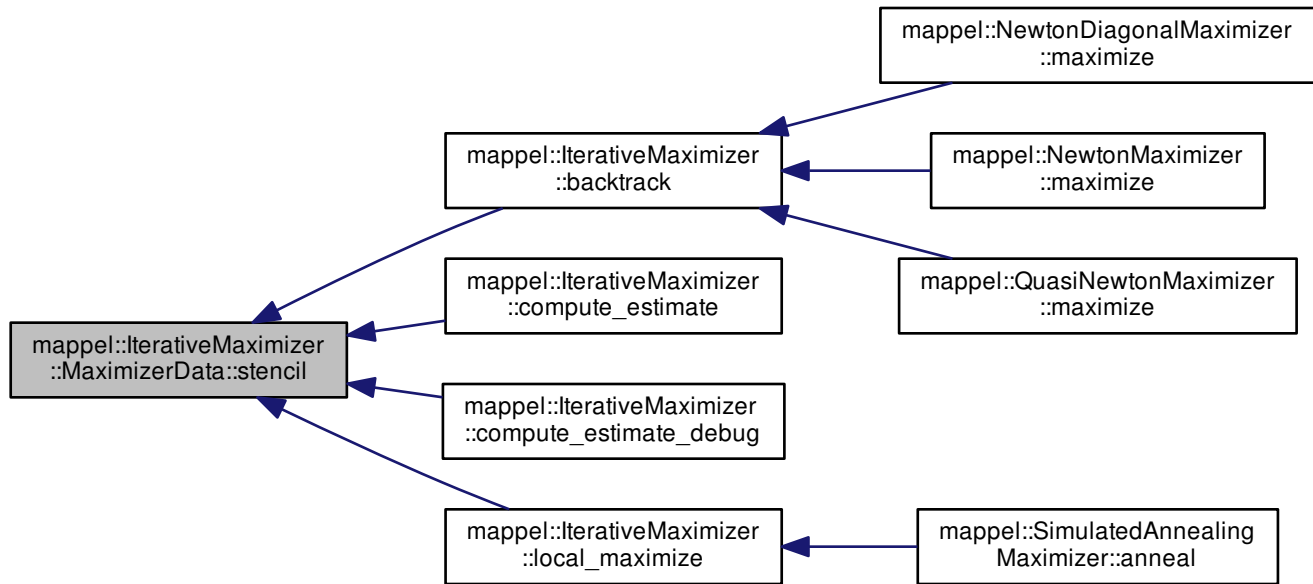 mappel::NewtonDiagonalMaximizer
::maximize
mappel::IterativeMaximizer
::backtrack
mappel::NewtonMaximizer
::maximize
mappel::QuasiNewtonMaximizer
::maximize
mappel::IterativeMaximizer
::compute_estimate
mappel::IterativeMaximizer
::MaximizerData::stencil
mappel::IterativeMaximizer
::compute_estimate_debug
mappel::IterativeMaximizer
::local_maximize
mappel::SimulatedAnnealing
Maximizer::anneal